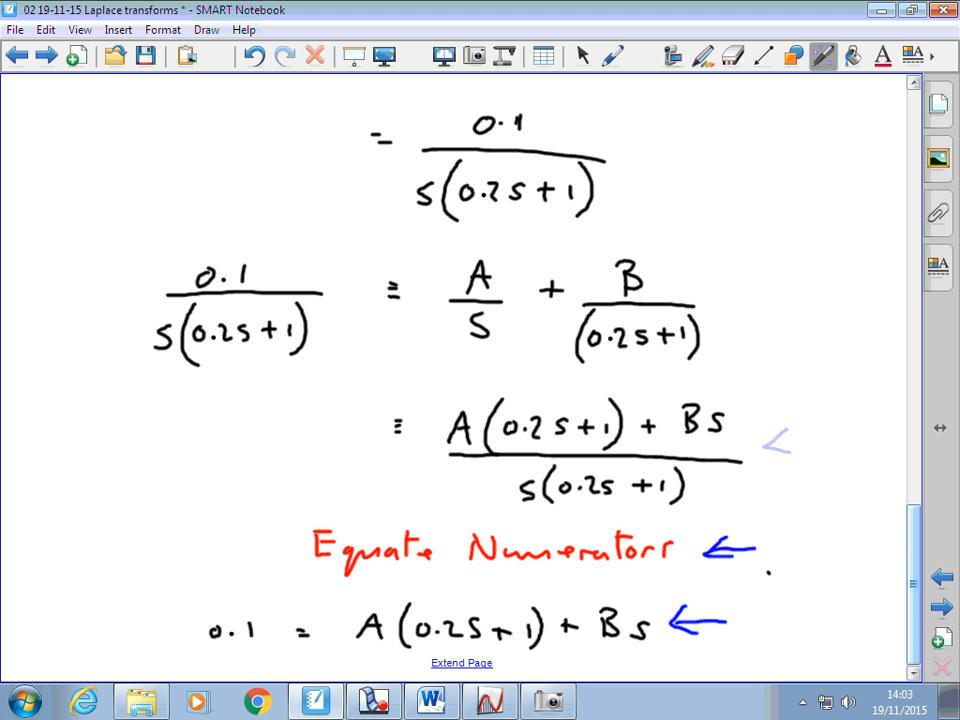 02 19-11-15 Laplace transforms * - SMART Notebook
File Edit View Insert Format Draw Help
= 0.1 / s(0.2s+1)
0.1 / s(0.2s+1) ≡ A / s + B / (0.2s+1)
≡ A(0.2s+1) + Bs / s(0.2s+1)
Equate Numerators ←
0.1 = A(0.2s+1) + Bs ←
Extend Page
14:03
19/11/2015